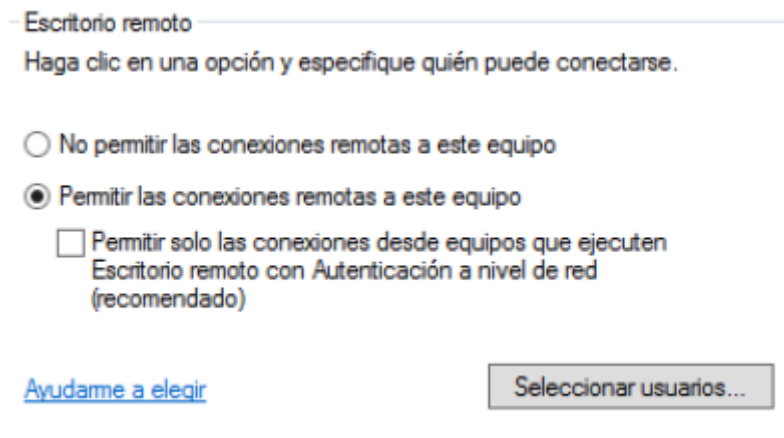 Escritorio remoto
Haga clic en una opción y especifique quién puede conectarse.
No permitir las conexiones remotas a este equipo
Permitir las conexiones remotas a este equipo
Permitir solo las conexiones desde equipos que ejecuten
Escritorio remoto con Autenticación a nivel de red
(recomendado)
Ayudarme a elegir
Seleccionar usuarios...